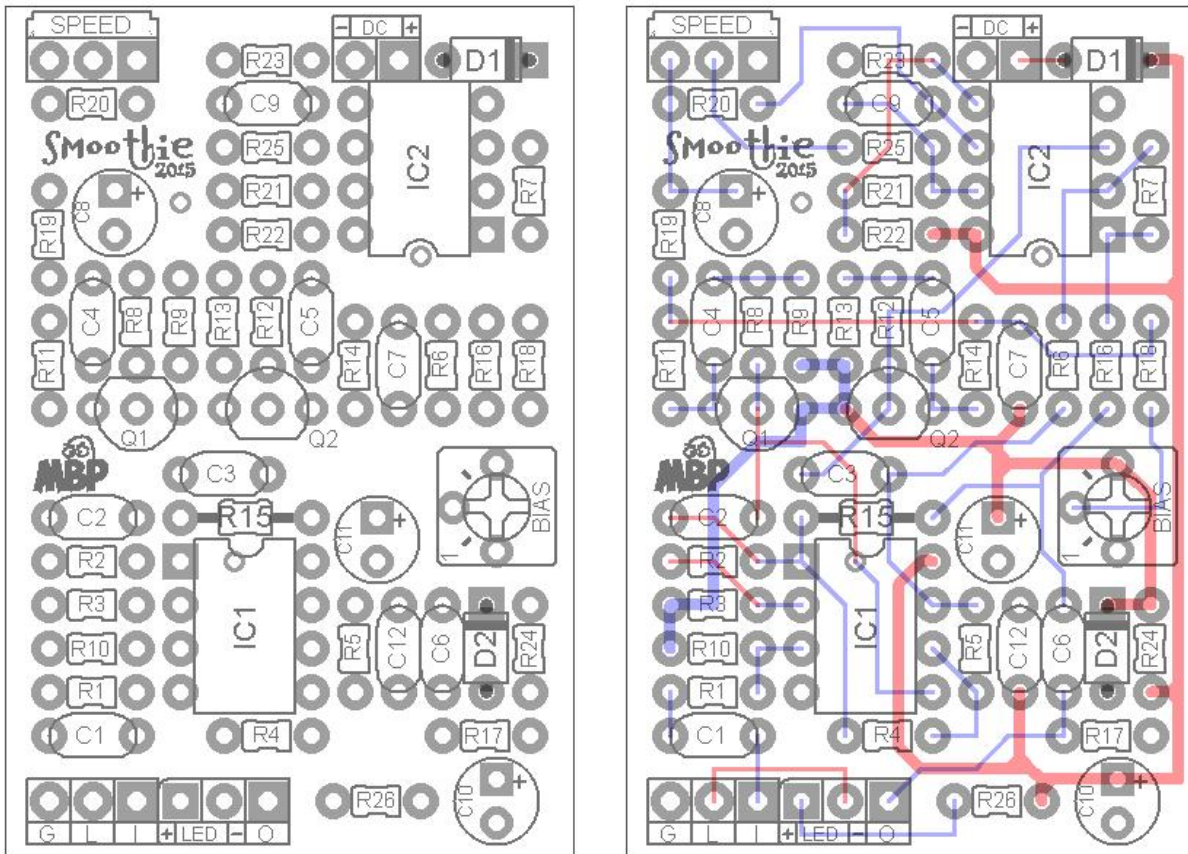 SPEED
- DC +
R23
D1
R20
C9
Smoothie
2015
R25
IC2
R21
R7
C8
+
R19
R22
C4
R8
R9
R13
R12
C5
R11
R14
C7
R6
R16
R18
Q1
Q2
MBP
C3
BIAS
C2
R15
C11
+
1
R2
R3
IC1
R10
R5
C12
C6
D2
R24
R1
C1
R4
R17
R26
C10
+
G L I + LED - O
SPEED
- DC +
R23
D1
R20
C9
Smoothie
2015
R25
IC2
R21
R7
C8
+
R19
R22
C4
R8
R9
R13
R12
C5
R11
R14
C7
R6
R16
R18
Q1
Q2
MBP
C3
BIAS
C2
R15
C11
+
1
R2
R3
IC1
R10
R5
C12
C6
D2
R24
R1
C1
R4
R17
R26
C10
+
G L I + LED - O